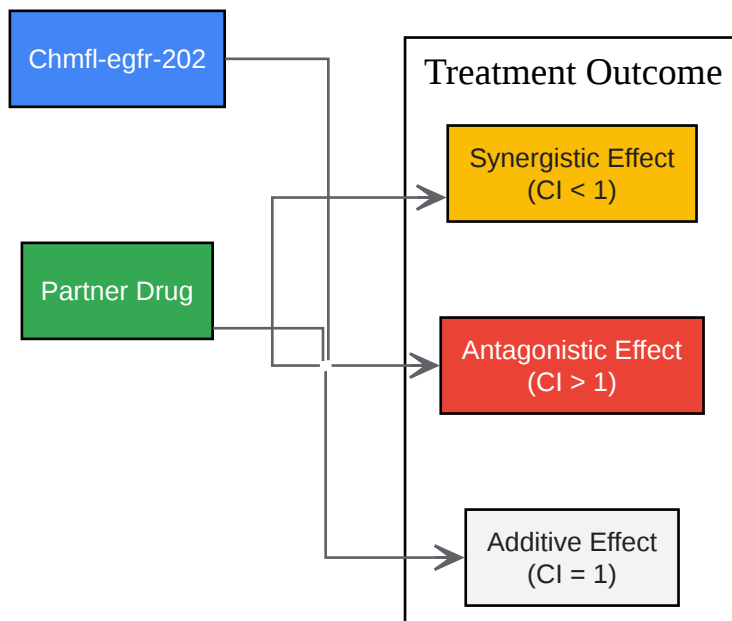 Chmfl-egfr-202
Treatment Outcome
Synergistic Effect
(CI < 1)
Partner Drug
Antagonistic Effect
(CI > 1)
Additive Effect
(CI = 1)